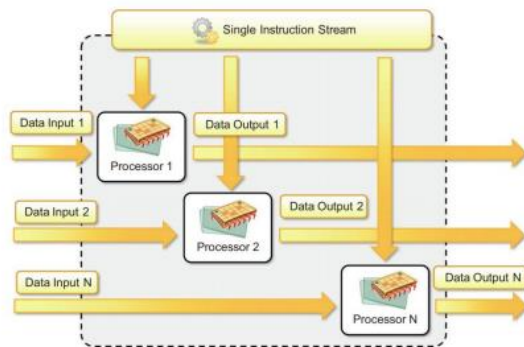 Single Instruction Stream
Data Input 1
Data Output 1
Processor 1
Data Input 2
Data Output 2
Processor 2
Data Input N
Data Output N
Processor N